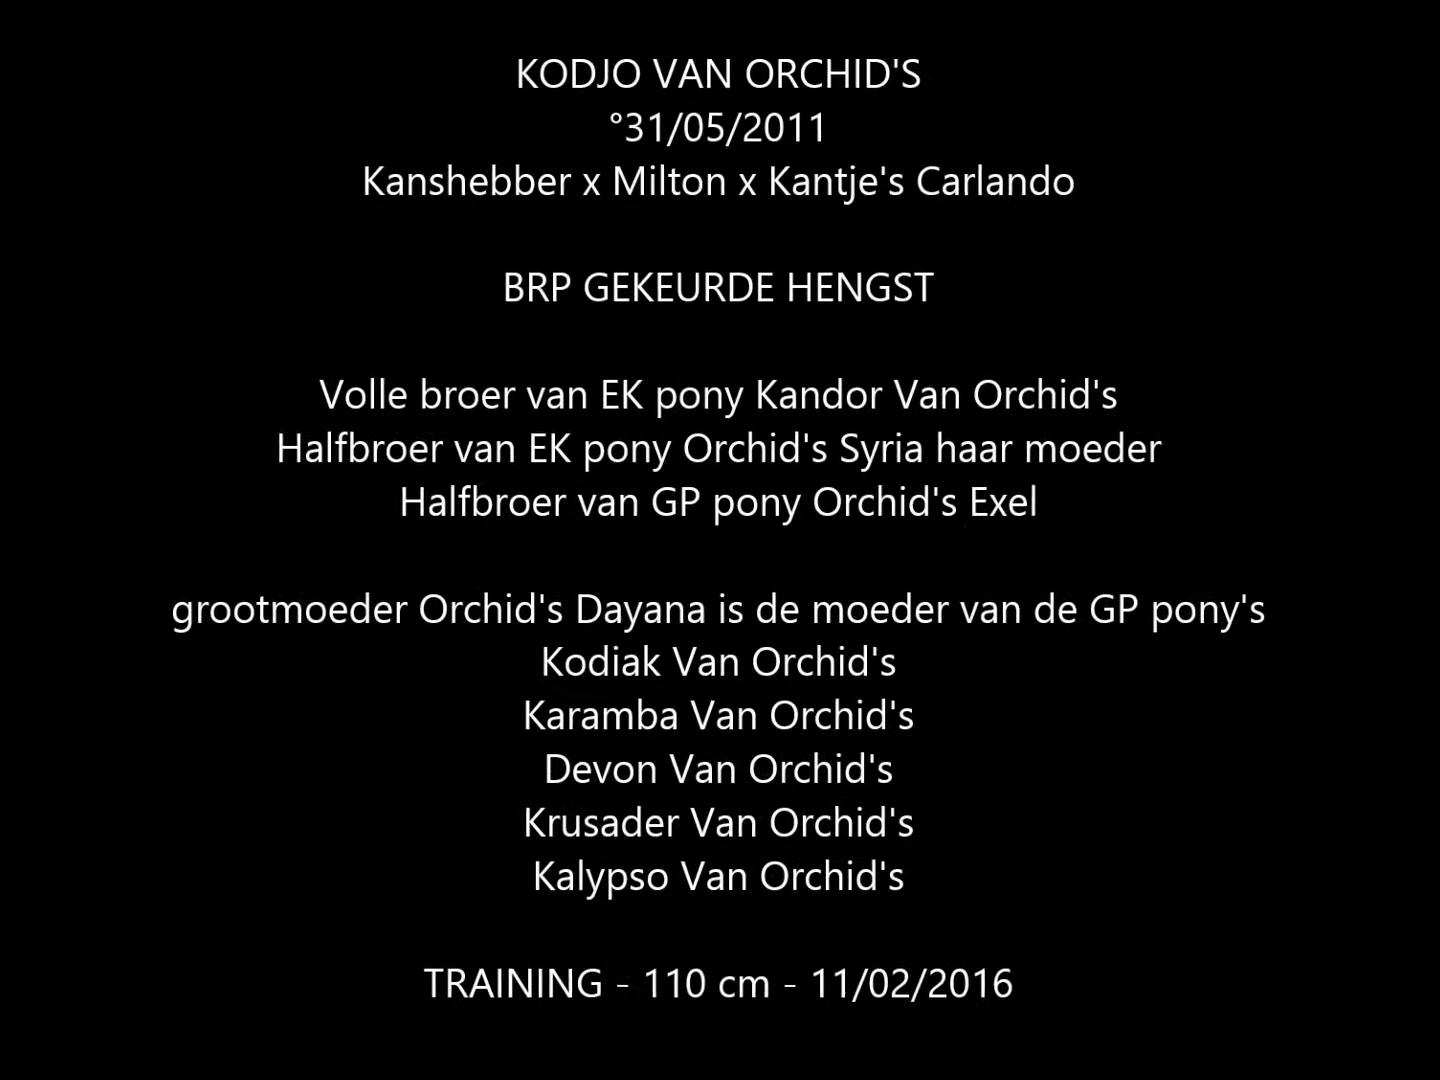 KODJO VAN ORCHID'S
°31/05/2011
Kanshebber x Milton x Kantje's Carlando
BRP GEKEURDE HENGST
Volle broer van EK pony Kandor Van Orchid's
Halfbroer van EK pony Orchid's Syria haar moeder
Halfbroer van GP pony Orchid's Exel
grootmoeder Orchid's Dayana is de moeder van de GP pony's
Kodiak Van Orchid's
Karamba Van Orchid's
Devon Van Orchid's
Krusader Van Orchid's
Kalypso Van Orchid's
TRAINING - 110 cm - 11/02/2016